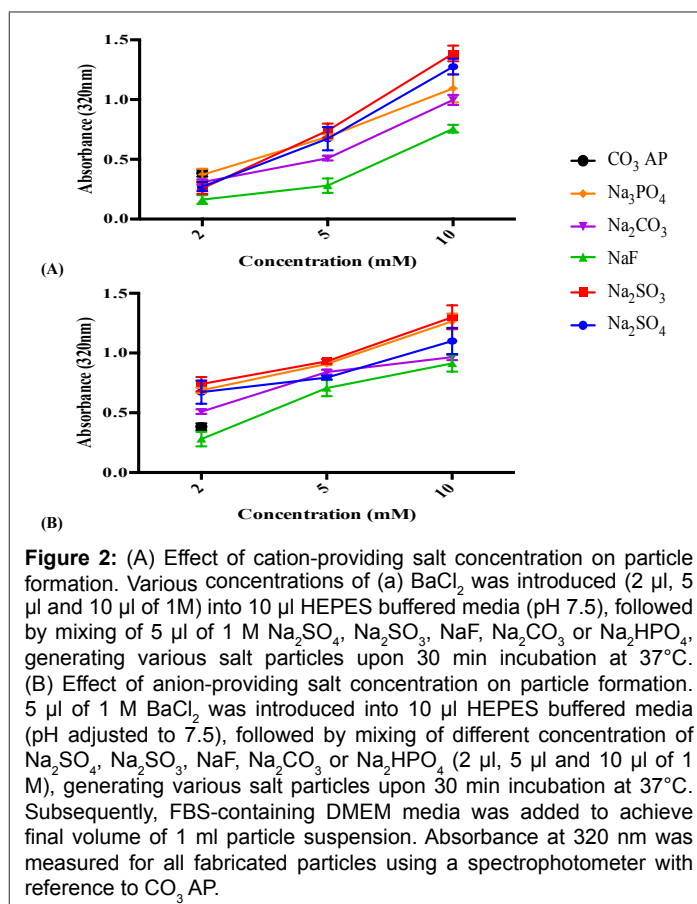 1.5
1.0
0.5
0.0
Absorbance (320nm)
2
5
10
Concentration (mM)
(A)
CO₃ AP
Na₃PO₄
Na₂CO₃
NaF
Na₂SO₃
Na₂SO₄
1.5
1.0
0.5
0.0
Absorbance (320nm)
2
5
10
Concentration (mM)
(B)
Figure 2: (A) Effect of cation-providing salt concentration on particle
formation. Various concentrations of (a) BaCl₂ was introduced (2 µl, 5
µl and 10 µl of 1M) into 10 µl HEPES buffered media (pH 7.5), followed
by mixing of 5 µl of 1 M Na₂SO₄, Na₂SO₃, NaF, Na₂CO₃ or Na₂HPO₄,
generating various salt particles upon 30 min incubation at 37°C.
(B) Effect of anion-providing salt concentration on particle formation.
5 µl of 1 M BaCl₂ was introduced into 10 µl HEPES buffered media
(pH adjusted to 7.5), followed by mixing of different concentration of
Na₂SO₄, Na₂SO₃, NaF, Na₂CO₃ or Na₂HPO₄ (2 µl, 5 µl and 10 µl of 1
M), generating various salt particles upon 30 min incubation at 37°C.
Subsequently, FBS-containing DMEM media was added to achieve
final volume of 1 ml particle suspension. Absorbance at 320 nm was
measured for all fabricated particles using a spectrophotometer with
reference to CO₃ AP.